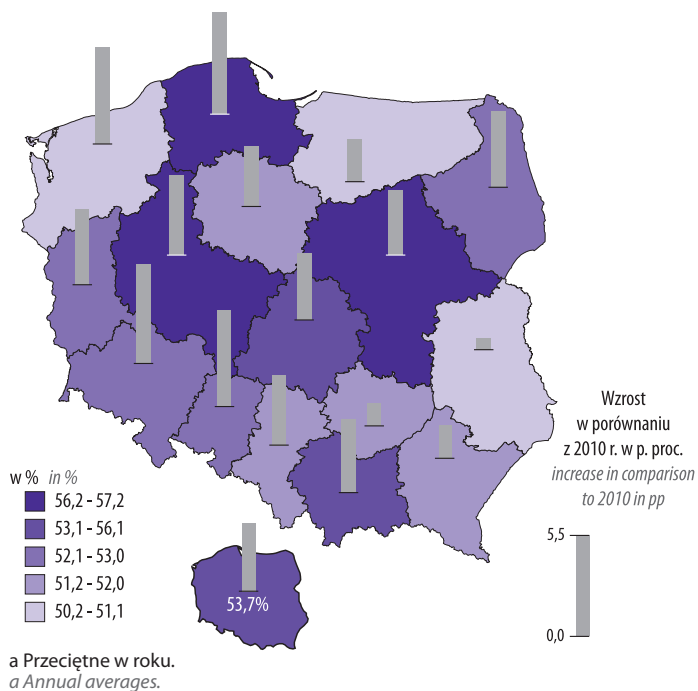 Wzrost
w porównaniu
z 2010 r. w p. proc.
increase in comparison
to 2010 in pp
w % in %
56,2 – 57,2
53,1 – 56,1
52,1 – 53,0
51,2 – 52,0
50,2 – 51,1
5,5
0,0
53,7%
a Przeciętne w roku.
a Annual averages.